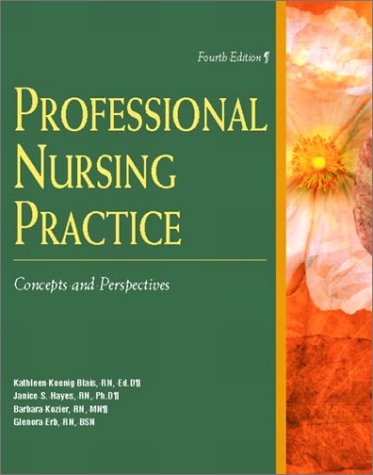 Fourth Edition ¶
PROFESSIONAL
NURSING
PRACTICE
Concepts and Perspectives
Kathleen Koenig Blais, RN, Ed.D¶
Janice S. Hayes, RN, Ph.D¶
Barbara Kozier, RN, MN¶
Glenora Erb, RN, BSN